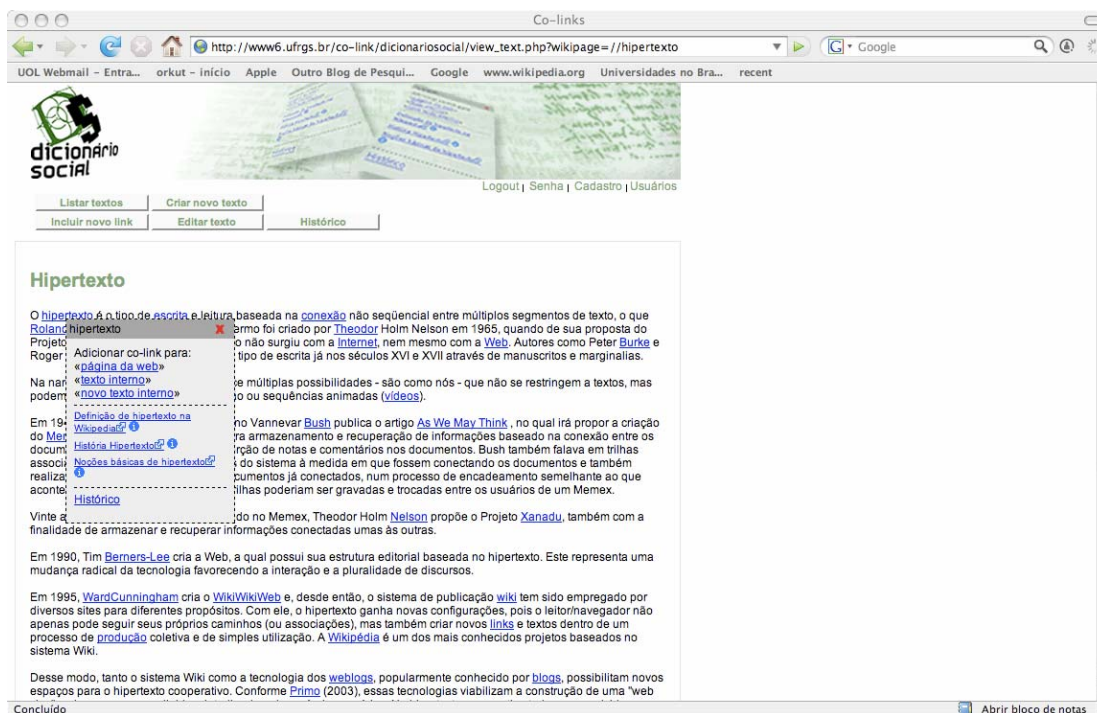 Co-links
http://www6.ufrgs.br/co-link/dicionariosocial/view_text.php?wikipage=//hipertexto
Google
UOL Webmail – Entra... orkut – início Apple Outro Blog de Pesqui... Google www.wikipedia.org Universidades no Bra... recent
dicionário
social
Logout | Senha | Cadastro | Usuários
Listar textos Criar novo texto
Incluir novo link Editar texto Histórico
Hipertexto
O hipertexto é o tipo de escrita e leitura baseada na conexão não seqüencial entre múltiplos segmentos de texto, o que
Roland ermo foi criado por Theodor Holm Nelson em 1965, quando de sua proposta do
Projeto o não surgiu com a Internet, nem mesmo com a Web. Autores como Peter Burke e
Roger tipo de escrita já nos séculos XVI e XVII através de manuscritos e marginalias.
hipertexto X
Adicionar co-link para:
«página da web»
«texto interno»
«novo texto interno»
Definição de hipertexto na
Wikipedia
História Hipertexto
Noções básicas de hipertexto
Histórico
Na nar e múltiplas possibilidades - são como nós - que não se restringem a textos, mas
podem o ou sequências animadas (vídeos).
Em 19 no Vannevar Bush publica o artigo As We May Think , no qual irá propor a criação
do Mem ra armazenamento e recuperação de informações baseado na conexão entre os
docum rção de notas e comentários nos documentos. Bush também falava em trilhas
associ do sistema à medida em que fossem conectando os documentos e também
realiza cumentos já conectados, num processo de encadeamento semelhante ao que
aconte rilhas poderiam ser gravadas e trocadas entre os usuários de um Memex.
Vinte a do no Memex, Theodor Holm Nelson propõe o Projeto Xanadu, também com a
finalidade de armazenar e recuperar informações conectadas umas às outras.
Em 1990, Tim Berners-Lee cria a Web, a qual possui sua estrutura editorial baseada no hipertexto. Este representa uma
mudança radical da tecnologia favorecendo a interação e a pluralidade de discursos.
Em 1995, WardCunningham cria o WikiWikiWeb e, desde então, o sistema de publicação wiki tem sido empregado por
diversos sites para diferentes propósitos. Com ele, o hipertexto ganha novas configurações, pois o leitor/navegador não
apenas pode seguir seus próprios caminhos (ou associações), mas também criar novos links e textos dentro de um
processo de produção coletiva e de simples utilização. A Wikipédia é um dos mais conhecidos projetos baseados no
sistema Wiki.
Desse modo, tanto o sistema Wiki como a tecnologia dos weblogs, popularmente conhecido por blogs, possibilitam novos
espaços para o hipertexto cooperativo. Conforme Primo (2003), essas tecnologias viabilizam a construção de uma "web
Concluído Abrir bloco de notas